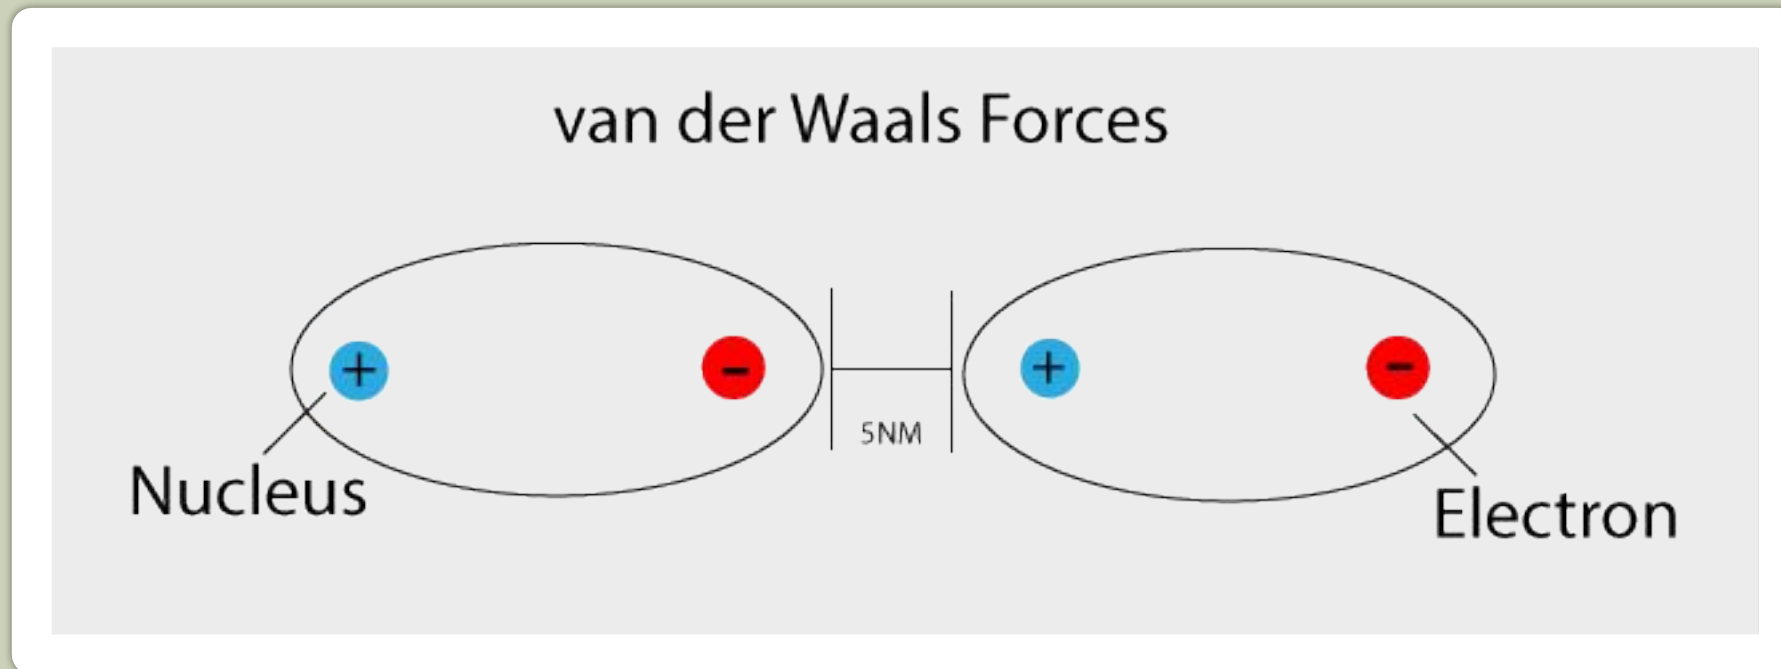 van der Waals Forces
+
-
+
-
5NM
Nucleus
Electron